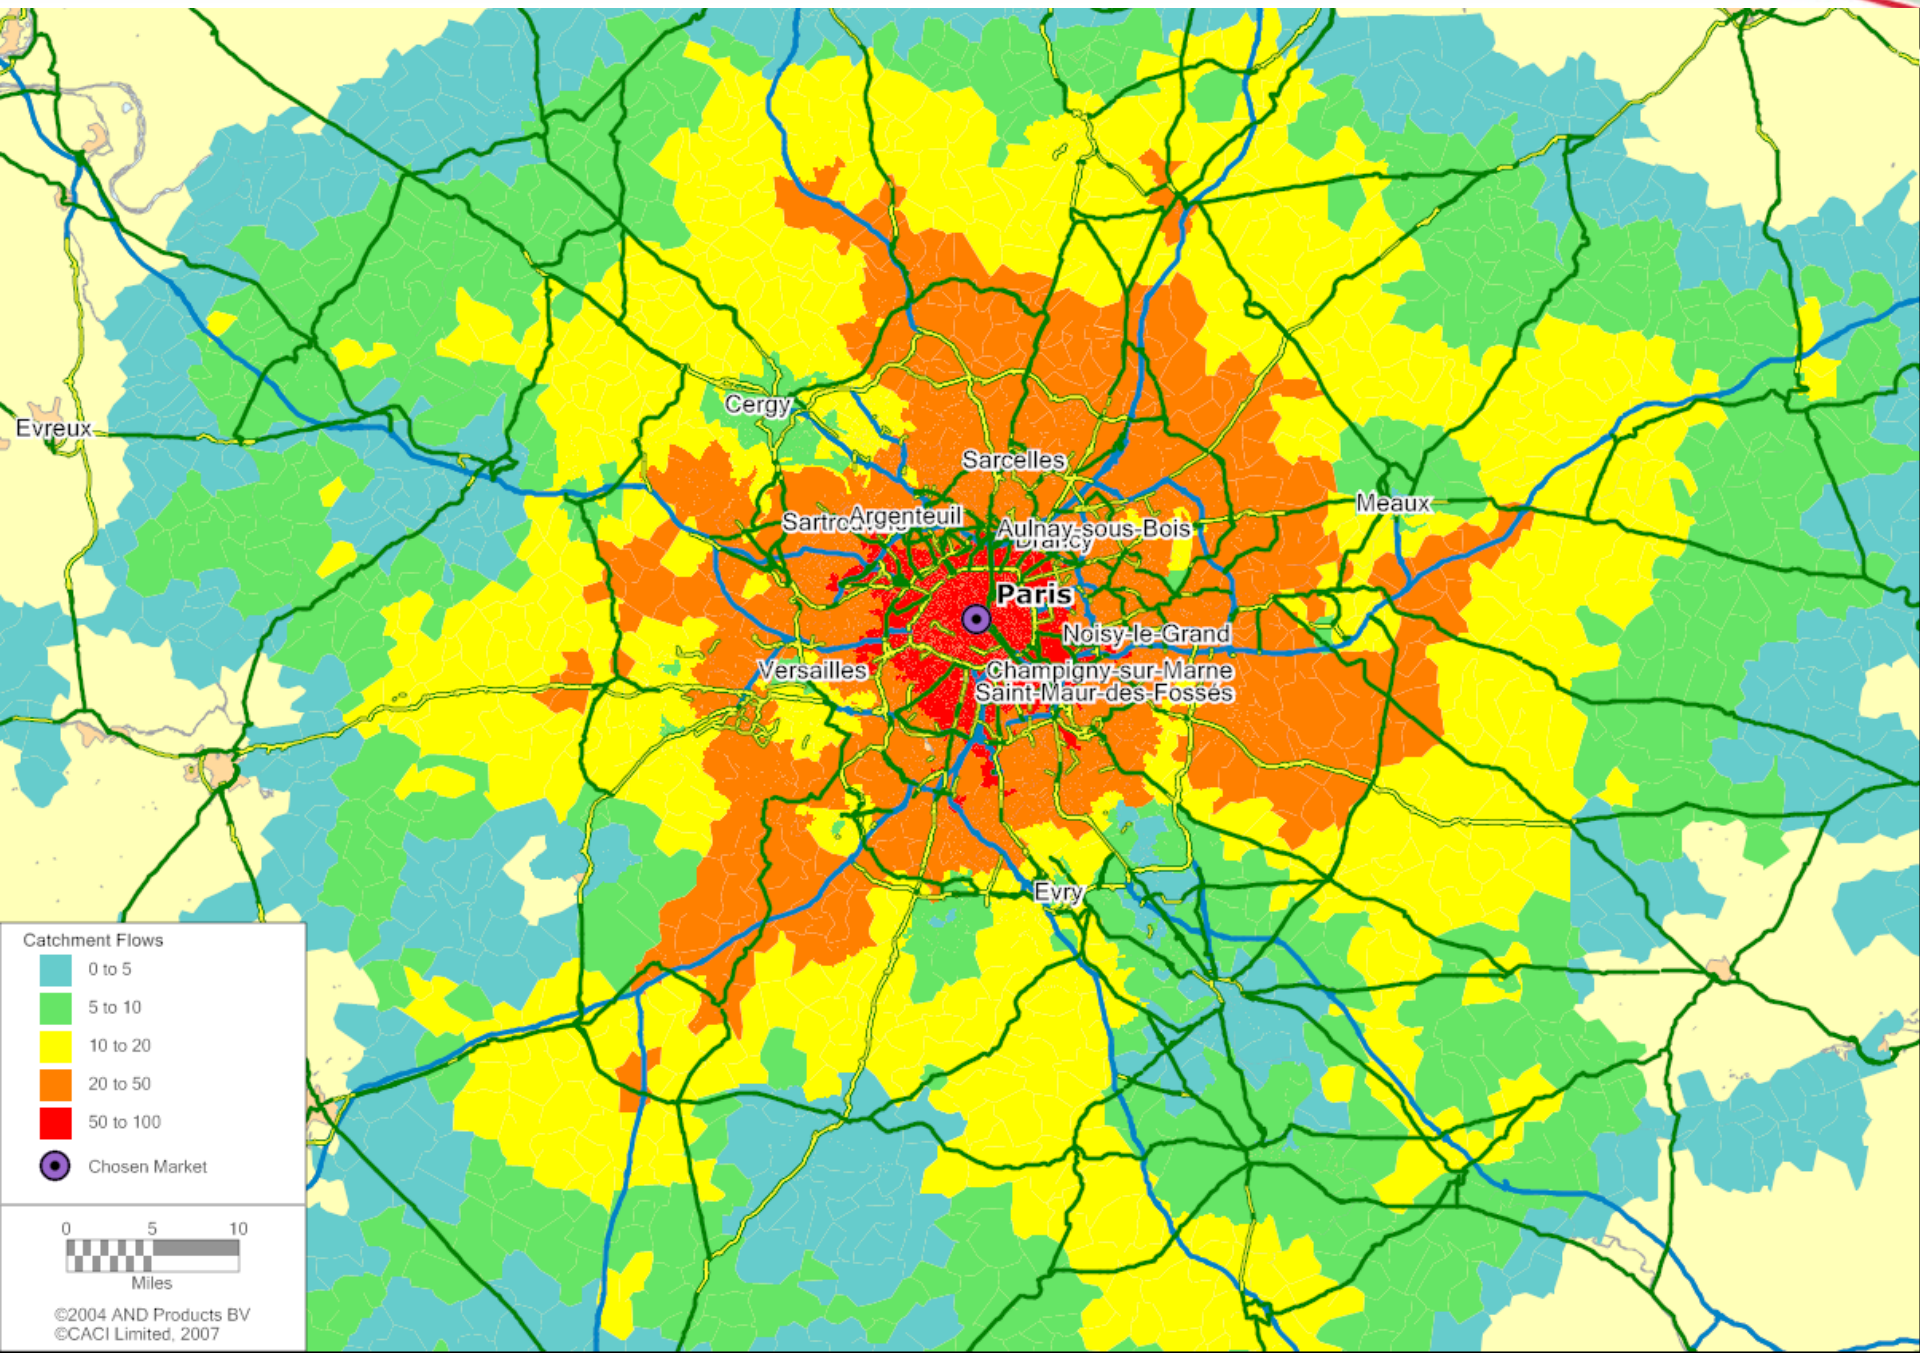 Cergy
Evreux
Sarcelles
Meaux
Argenteuil
Aulnay-sous-Bois
Drancy
Paris
Noisy-le-Grand
Versailles
Champigny-sur-Marne
Saint-Maur-des-Fossés
Evry
Catchment Flows
0 to 5
5 to 10
10 to 20
20 to 50
50 to 100
Chosen Market
0 5 10
Miles
©2004 AND Products BV
©CACI Limited, 2007